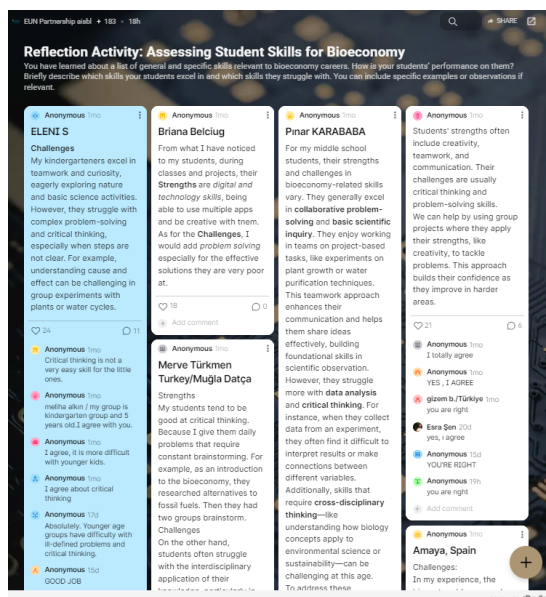 EUN Partnership aisbl + 183 • 18h
SHARE
Reflection Activity: Assessing Student Skills for Bioeconomy
You have learned about a list of general and specific skills relevant to bioeconomy careers. How is your students' performance on them?
Briefly describe which skills your students excel in and which skills they struggle with. You can include specific examples or observations if
relevant.
Anonymous 1mo
ELENI S
Challenges
My kindergarteners excel in
teamwork and curiosity,
eagerly exploring nature
and basic science activities.
However, they struggle with
complex problem-solving
and critical thinking,
especially when steps are
not clear. For example,
understanding cause and
effect can be challenging in
group experiments with
plants or water cycles.
24
11
Anonymous 1mo
Critical thinking is not a
very easy skill for the little
ones.
Anonymous 1mo
meliha alkın / my group is
kindergarten group and 5
years old.I agree with you.
Anonymous 1mo
I agree, it is more difficult
with younger kids.
Anonymous 1mo
I agree about critical
thinking
Anonymous 17d
Absolutely. Younger age
groups have difficulty with
ill-defined problems and
critical thinking.
Anonymous 15d
GOOD JOB
Anonymous 1mo
Briana Belciug
From what I have noticed
to my students, during
classes and projects, their
Strengths are digital and
technology skills, being
able to use multiple apps
and be creative with tnem.
As for the Challenges, I
would add problem solving
especially for the effective
solutions they are very poor
at.
18
0
Add comment
Anonymous 1mo
Merve Türkmen
Turkey/Muğla Datça
Strengths
My students tend to be
good at critical thinking.
Because I give them daily
problems that require
constant brainstorming. For
example, as an introduction
to the bioeconomy, they
researched alternatives to
fossil fuels. Then they had
two groups brainstorm.
Challenges
On the other hand,
students often struggle
with the interdisciplinary
application of their
Anonymous 1mo
Pınar KARABABA
For my middle school
students, their strengths
and challenges in
bioeconomy-related skills
vary. They generally excel
in collaborative problem-
solving and basic scientific
inquiry. They enjoy working
in teams on project-based
tasks, like experiments on
plant growth or water
purification techniques.
This teamwork approach
enhances their
communication and helps
them share ideas
effectively, building
foundational skills in
scientific observation.
However, they struggle
more with data analysis
and critical thinking. For
instance, when they collect
data from an experiment,
they often find it difficult to
interpret results or make
connections between
different variables.
Additionally, skills that
require cross-disciplinary
thinking—like
understanding how biology
concepts apply to
environmental science or
sustainability—can be
challenging at this age.
To address these
Anonymous 1mo
Students' strengths often
include creativity,
teamwork, and
communication. Their
challenges are usually
critical thinking and
problem-solving skills.
We can help by using group
projects where they apply
their strengths, like
creativity, to tackle
problems. This approach
builds their confidence as
they improve in harder
areas.
21
6
Anonymous 1mo
I totally agree
Anonymous 1mo
YES , I AGREE
gizem b./Türkiye 1mo
you are right
Esra Şen 20d
yes, ı agree
Anonymous 15d
YOU'RE RIGHT
Anonymous 19h
you are right
Add comment
Anonymous 1mo
Amaya, Spain
Challenges:
In my experience, the